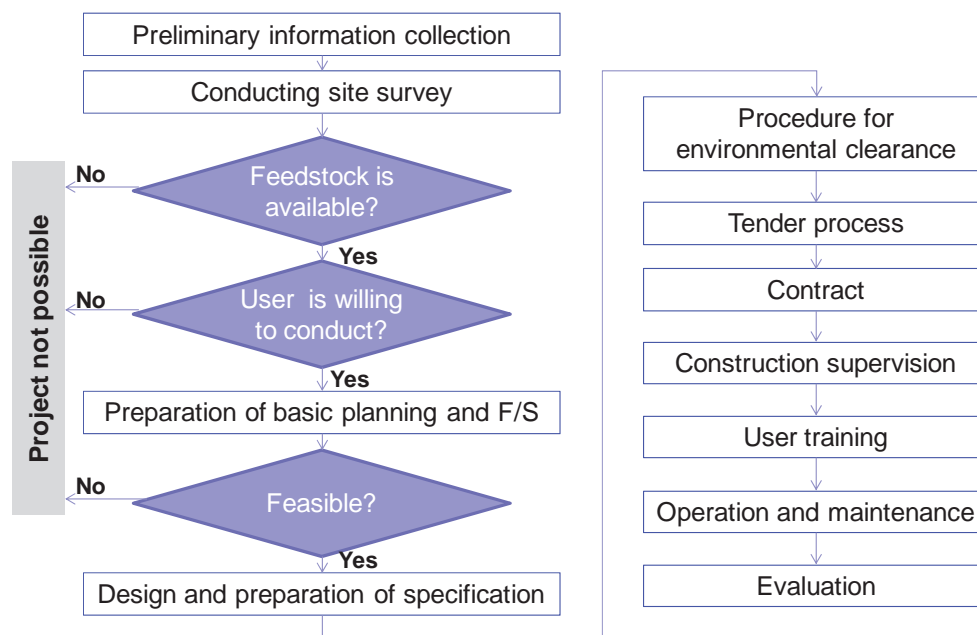 Preliminary information collection
Conducting site survey
Feedstock is
available?
No
Yes
User is willing
to conduct?
No
Yes
Preparation of basic planning and F/S
Feasible?
No
Yes
Design and preparation of specification
Project not possible
Procedure for
environmental clearance
Tender process
Contract
Construction supervision
User training
Operation and maintenance
Evaluation